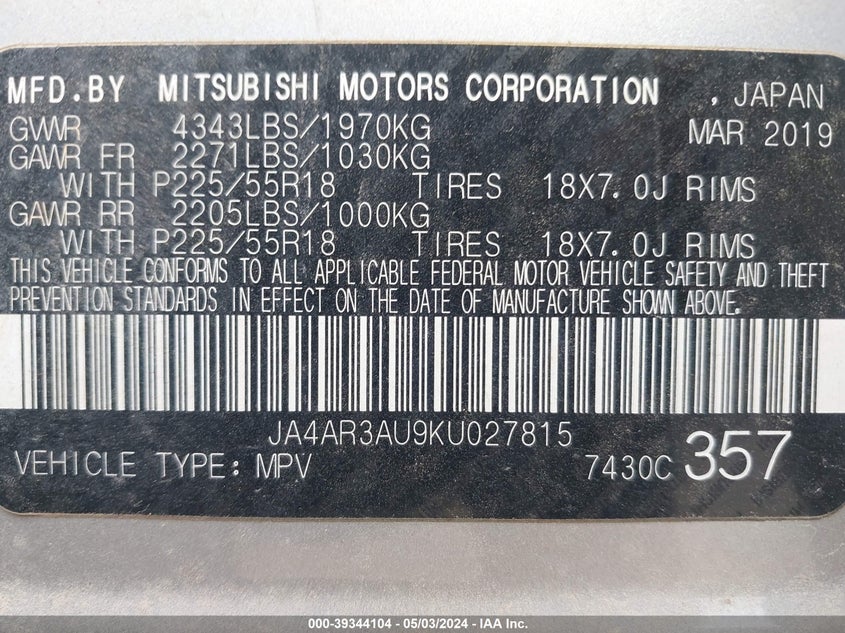 MFD.BY MITSUBISHI MOTORS CORPORATION , JAPAN
GVWR 4343LBS/1970KG MAR 2019
GAWR FR 2271LBS/1030KG
WITH P225/55R18 TIRES 18X7.0J RIMS
GAWR RR 2205LBS/1000KG
WITH P225/55R18 TIRES 18X7.0J RIMS
THIS VEHICLE CONFORMS TO ALL APPLICABLE FEDERAL MOTOR VEHICLE SAFETY AND THEFT
PREVENTION STANDARDS IN EFFECT ON THE DATE OF MANUFACTURE SHOWN ABOVE.
JA4AR3AU9KU027815
VEHICLE TYPE: MPV 7430C 357
000-39344104 - 05/03/2024 - IAA Inc.